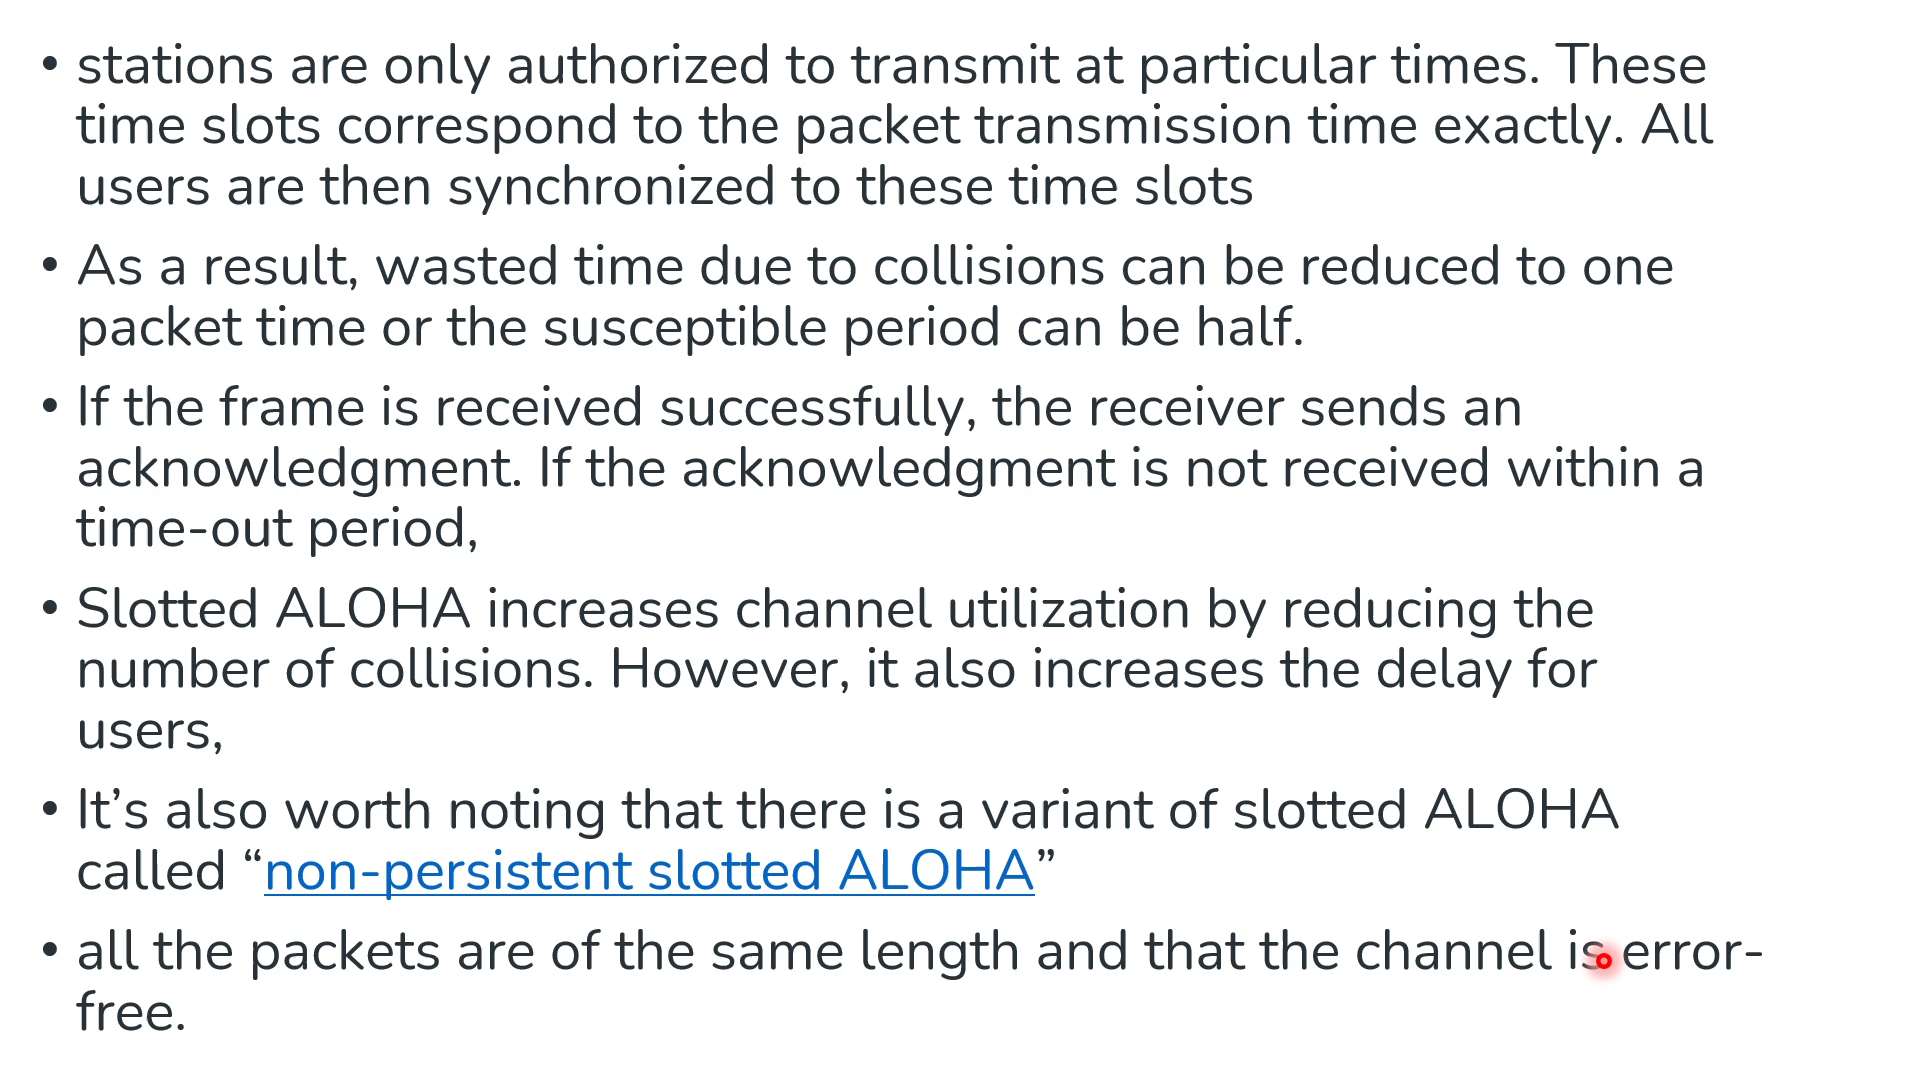 • stations are only authorized to transmit at particular times. These
time slots correspond to the packet transmission time exactly. All
users are then synchronized to these time slots
• As a result, wasted time due to collisions can be reduced to one
packet time or the susceptible period can be half.
• If the frame is received successfully, the receiver sends an
acknowledgment. If the acknowledgment is not received within a
time-out period,
• Slotted ALOHA increases channel utilization by reducing the
number of collisions. However, it also increases the delay for
users,
• It’s also worth noting that there is a variant of slotted ALOHA
called “non-persistent slotted ALOHA”
• all the packets are of the same length and that the channel is error-
free.